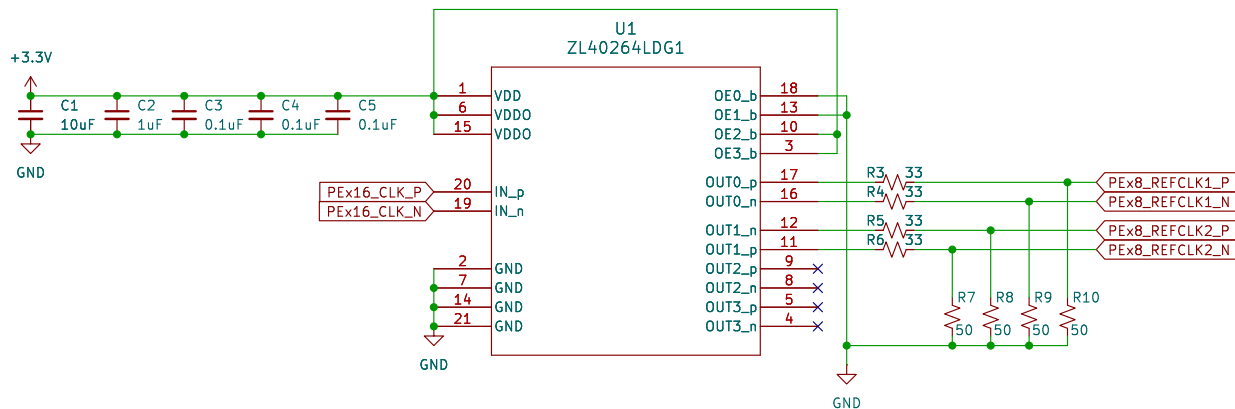 U1
ZL40264LDG1
+3.3V
C1
10uF
C2
1uF
C3
0.1uF
C4
0.1uF
C5
0.1uF
GND
1 VDD
6 VDDO
15 VDDO
PEx16_CLK_P 20 IN_p
PEx16_CLK_N 19 IN_n
2 GND
7 GND
14 GND
21 GND
GND
OE0_b 18
OE1_b 13
OE2_b 10
OE3_b 3
OUT0_p 17 R3 33 PEx8_REFCLK1_P
OUT0_n 16 R4 33 PEx8_REFCLK1_N
OUT1_n 12 R5 33 PEx8_REFCLK2_P
OUT1_p 11 R6 33 PEx8_REFCLK2_N
OUT2_p 9
OUT2_n 8
OUT3_p 5
OUT3_n 4
R7
50
R8
50
R9
50
R10
50
GND